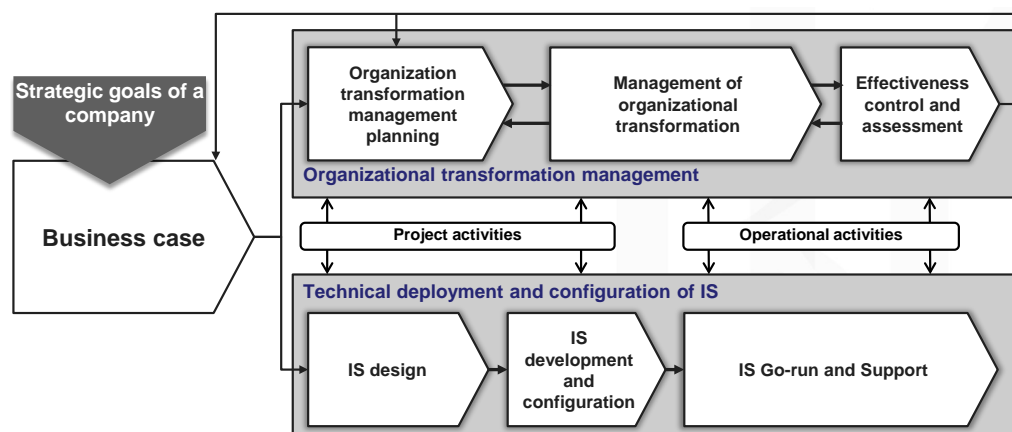 Strategic goals of a
company
Business case
Organization
transformation
management
planning
Management of
organizational
transformation
Effectiveness
control and
assessment
Organizational transformation management
Project activities
Operational activities
Technical deployment and configuration of IS
IS design
IS
development
and
configuration
IS Go-run and Support